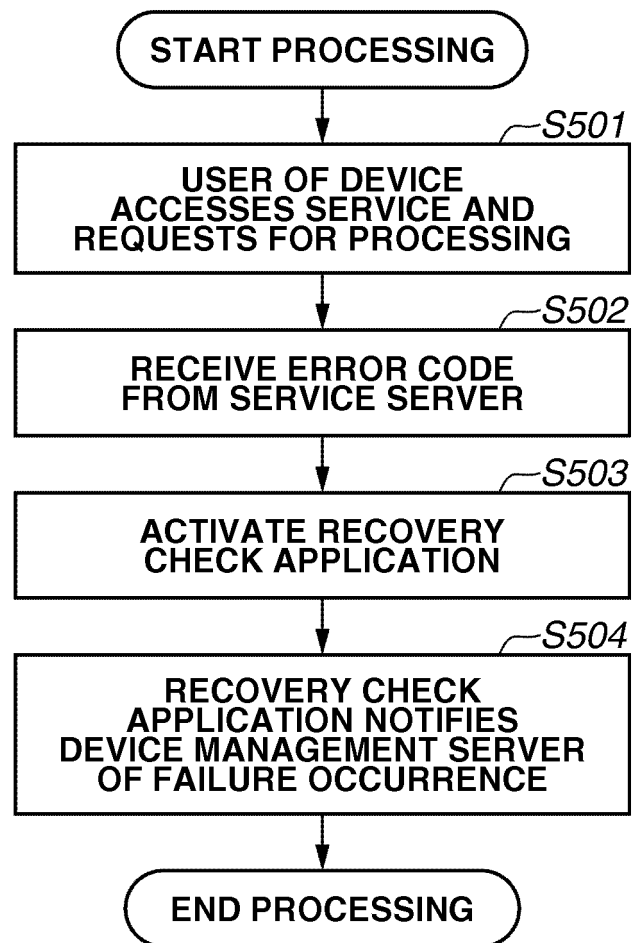 START PROCESSING
S501
USER OF DEVICE
ACCESSES SERVICE AND
REQUESTS FOR PROCESSING
S502
RECEIVE ERROR CODE
FROM SERVICE SERVER
S503
ACTIVATE RECOVERY
CHECK APPLICATION
S504
RECOVERY CHECK
APPLICATION NOTIFIES
DEVICE MANAGEMENT SERVER
OF FAILURE OCCURRENCE
END PROCESSING